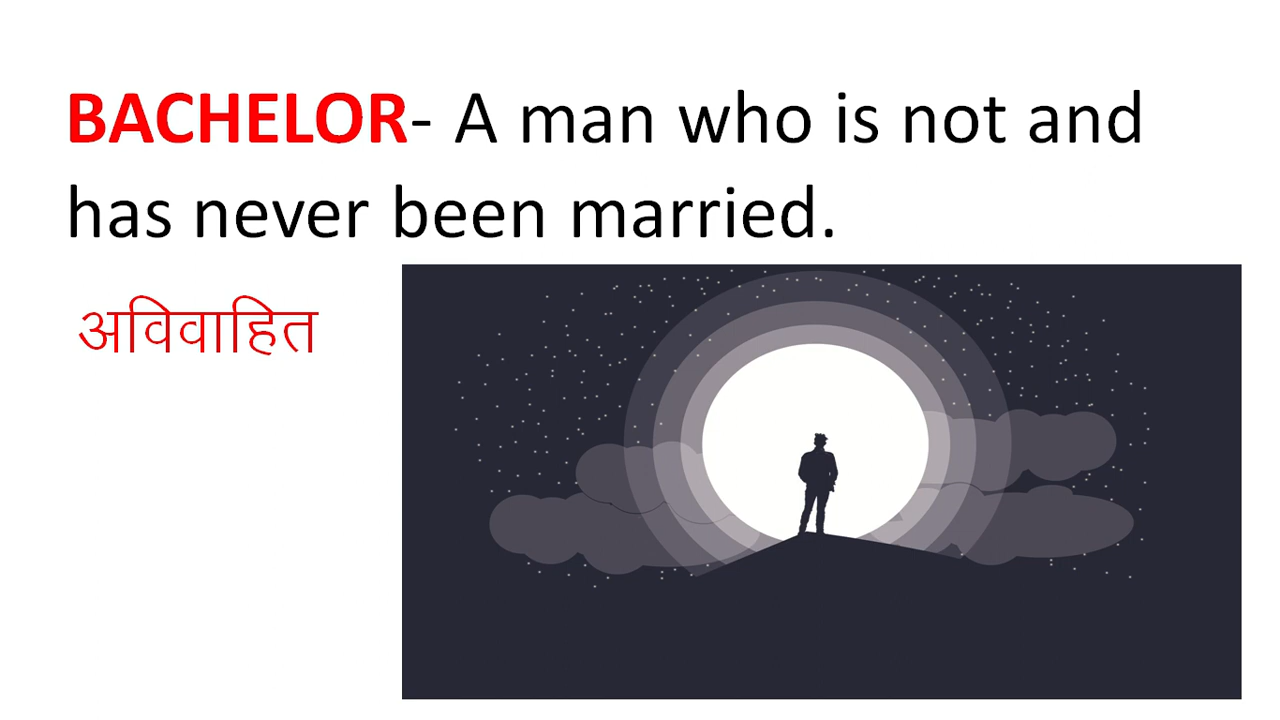 BACHELOR- A man who is not and
has never been married.
अविवाहित